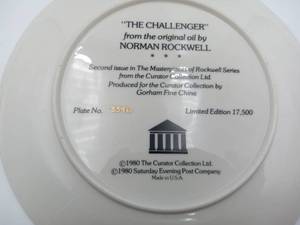 "THE CHALLENGER"
from the original oil by
NORMAN ROCKWELL
Second issue in The Masterpieces of Rockwell Series
from the Curator Collection Ltd.
Produced for the Curator Collection by
Gorham Fine China
Plate No. Limited Edition 17,500
©1980 The Curator Collection Ltd.
©1980 Saturday Evening Post Company
Made in U.S.A.